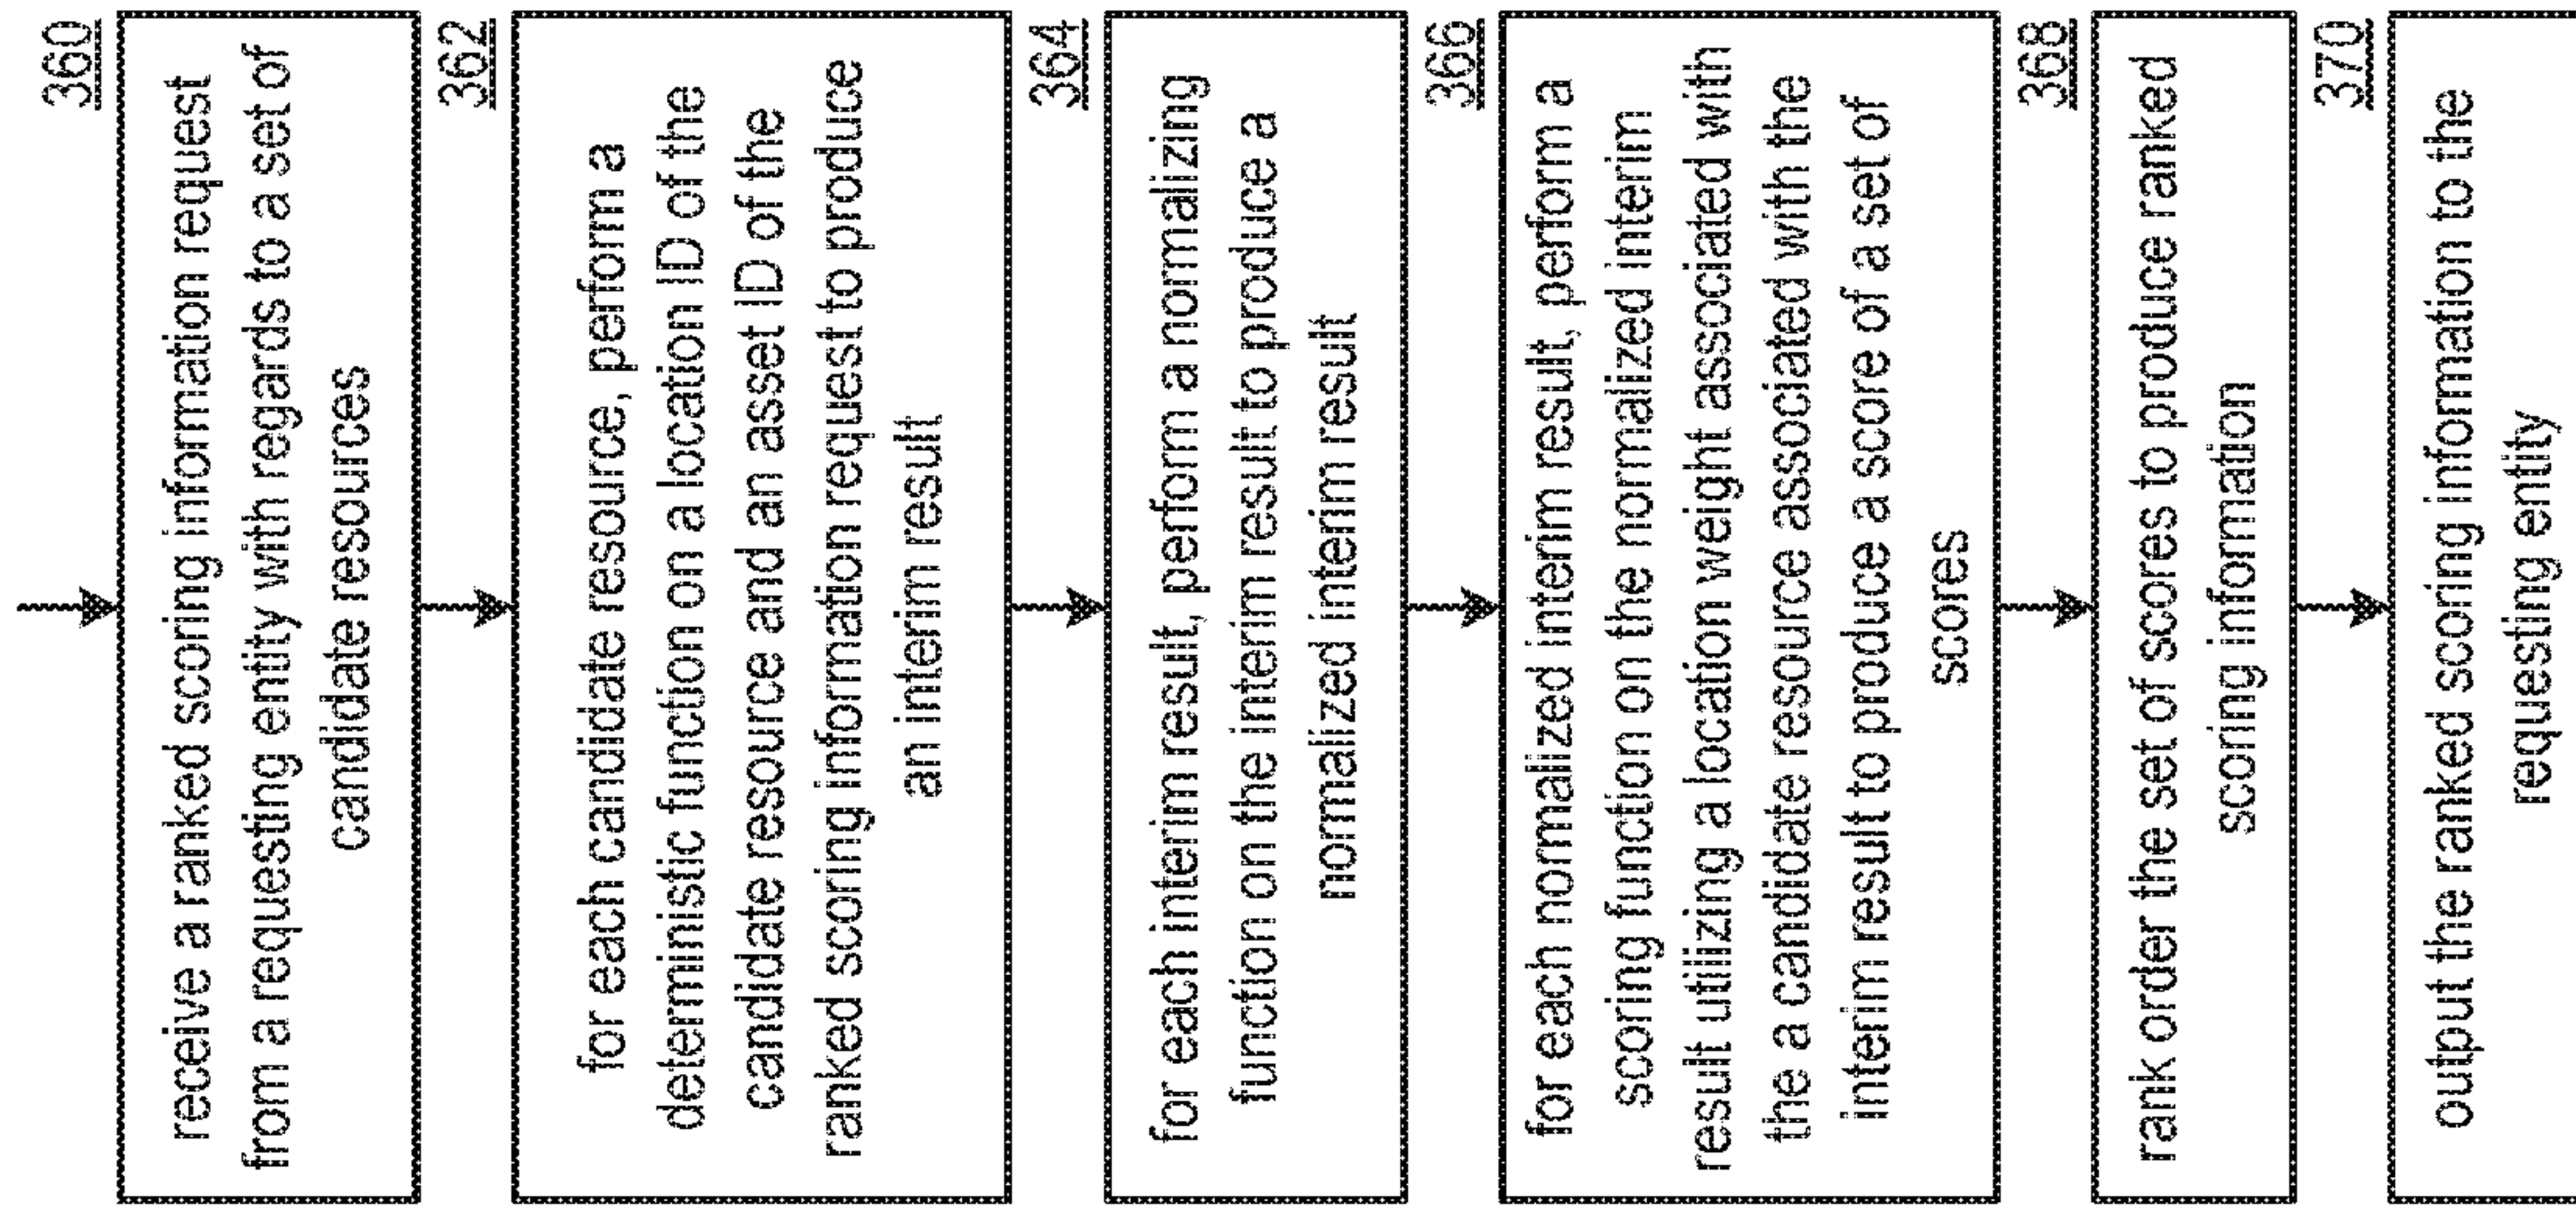 360
receive a ranked scoring information request
from a requesting entity with regards to a set of
candidate resources
362
for each candidate resource, perform a
deterministic function on a location ID of the
candidate resource and an asset ID of the
ranked scoring information request to produce
an interim result
364
for each interim result, perform a normalizing
function on the interim result to produce a
normalized interim result
366
for each normalized interim result, perform a
scoring function on the normalized interim
result utilizing a location weight associated with
the a candidate resource associated with the
interim result to produce a score of a set of
scores
368
rank order the set of scores to produce ranked
scoring information
370
output the ranked scoring information to the
requesting entity